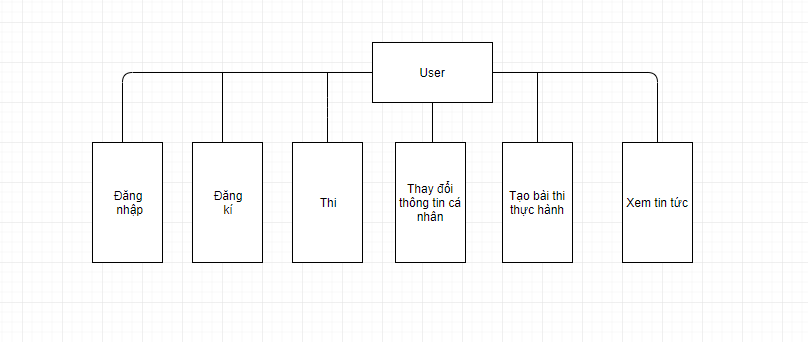 User
Đăng
nhập
Đăng
kí
Thi
Thay đổi
thông tin cá
nhân
Tạo bài thi
thực hành
Xem tin tức